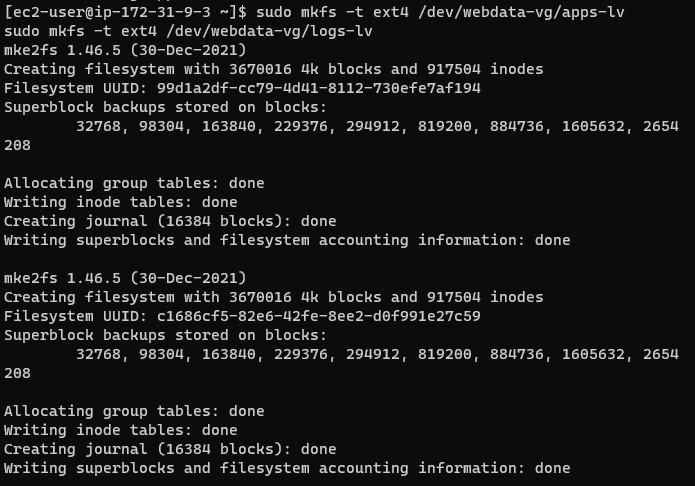 [ec2-user@ip-172-31-9-3 ~]$ sudo mkfs -t ext4 /dev/webdata-vg/apps-lv
sudo mkfs -t ext4 /dev/webdata-vg/logs-lv
mke2fs 1.46.5 (30-Dec-2021)
Creating filesystem with 3670016 4k blocks and 917504 inodes
Filesystem UUID: 99d1a2df-cc79-4d41-8112-730efe7af194
Superblock backups stored on blocks:
        32768, 98304, 163840, 229376, 294912, 819200, 884736, 1605632, 2654
208

Allocating group tables: done
Writing inode tables: done
Creating journal (16384 blocks): done
Writing superblocks and filesystem accounting information: done

mke2fs 1.46.5 (30-Dec-2021)
Creating filesystem with 3670016 4k blocks and 917504 inodes
Filesystem UUID: c1686cf5-82e6-42fe-8ee2-d0f991e27c59
Superblock backups stored on blocks:
        32768, 98304, 163840, 229376, 294912, 819200, 884736, 1605632, 2654
208

Allocating group tables: done
Writing inode tables: done
Creating journal (16384 blocks): done
Writing superblocks and filesystem accounting information: done